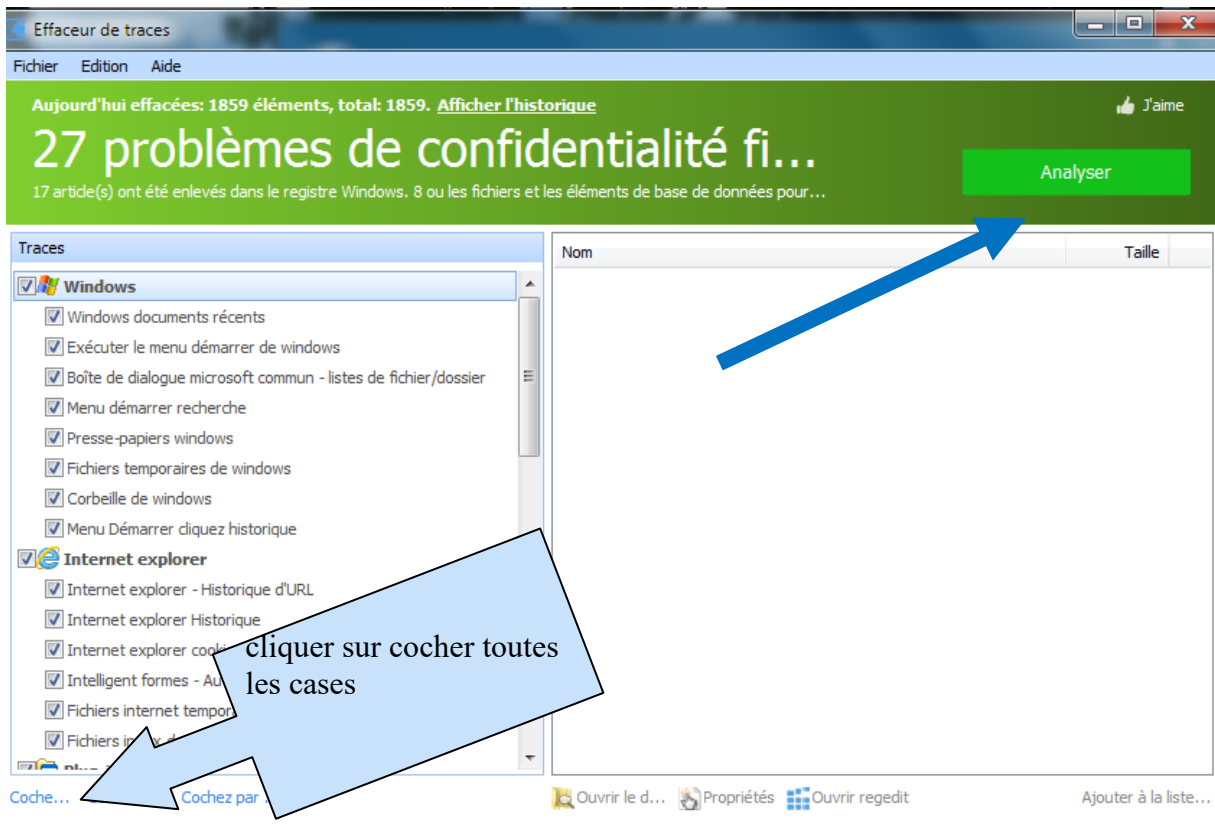 Effaceur de traces
Fichier Edition Aide
Aujourd'hui effacées: 1859 éléments, total: 1859. Afficher l'historique
J'aime
27 problèmes de confidentialité fi...
Analyser
17 article(s) ont été enlevés dans le registre Windows. 8 ou les fichiers et les éléments de base de données pour...
Traces
Nom Taille
Windows
Windows documents récents
Exécuter le menu démarrer de windows
Boîte de dialogue microsoft commun - listes de fichier/dossier
Menu démarrer recherche
Presse-papiers windows
Fichiers temporaires de windows
Corbeille de windows
Menu Démarrer cliquez historique
Internet explorer
Internet explorer - Historique d'URL
Internet explorer Historique
Internet explorer
Intelligent formes -
Fichiers internet
Fichiers
cliquer sur cocher toutes
les cases
Coche... Cochez par
Ouvrir le d... Propriétés Ouvrir regedit Ajouter à la liste...